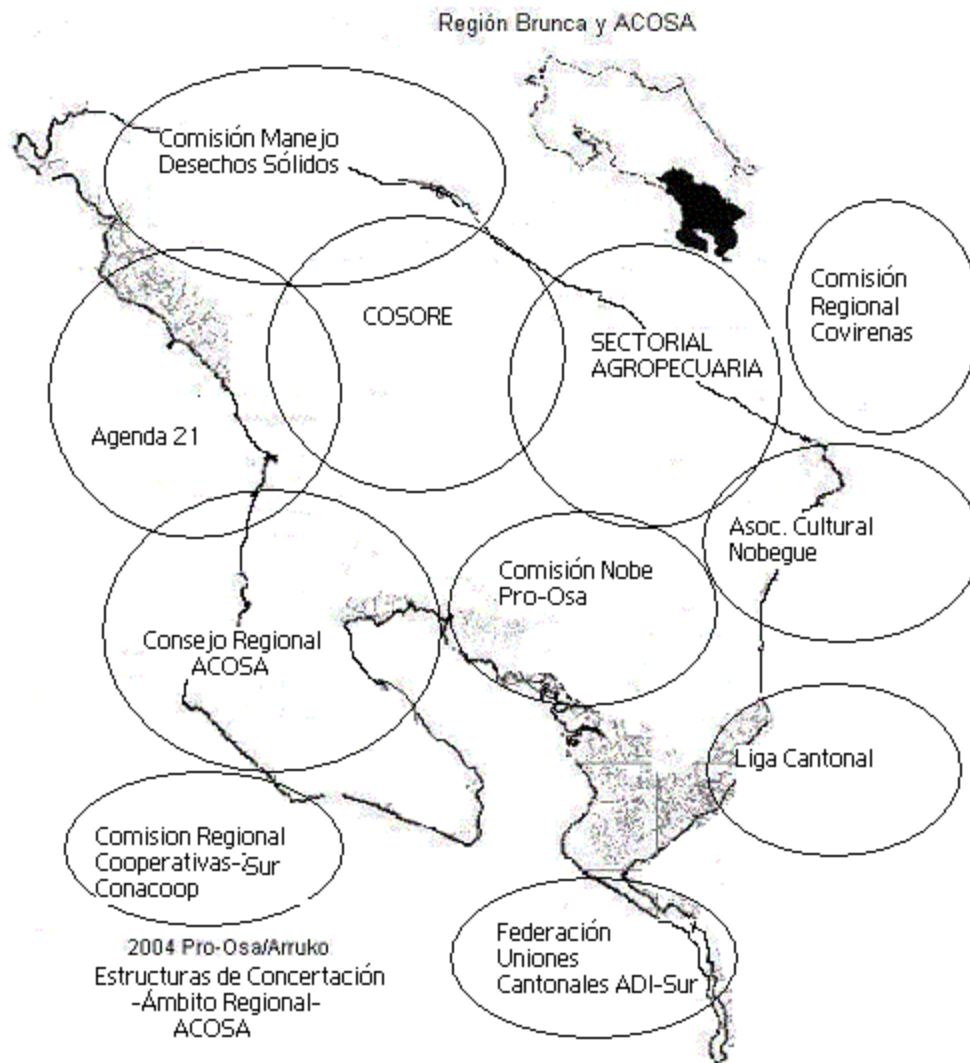 Región Brunca y ACOSA
Comisión Manejo
Desechos Sólidos
COSORE
SECTORIAL
AGROPECUARIA
Comisión
Regional
Covirenas
Agenda 21
Asoc. Cultural
Nobegue
Comisión Nobe
Pro-Osa
Consejo Regional
ACOSA
Liga Cantonal
Comision Regional
Cooperativas- Sur
Conacoop
Federación
Uniones
Cantonales ADI-Sur
2004 Pro-Osa/Arruko
Estructuras de Concertación
-Ámbito Regional-
ACOSA